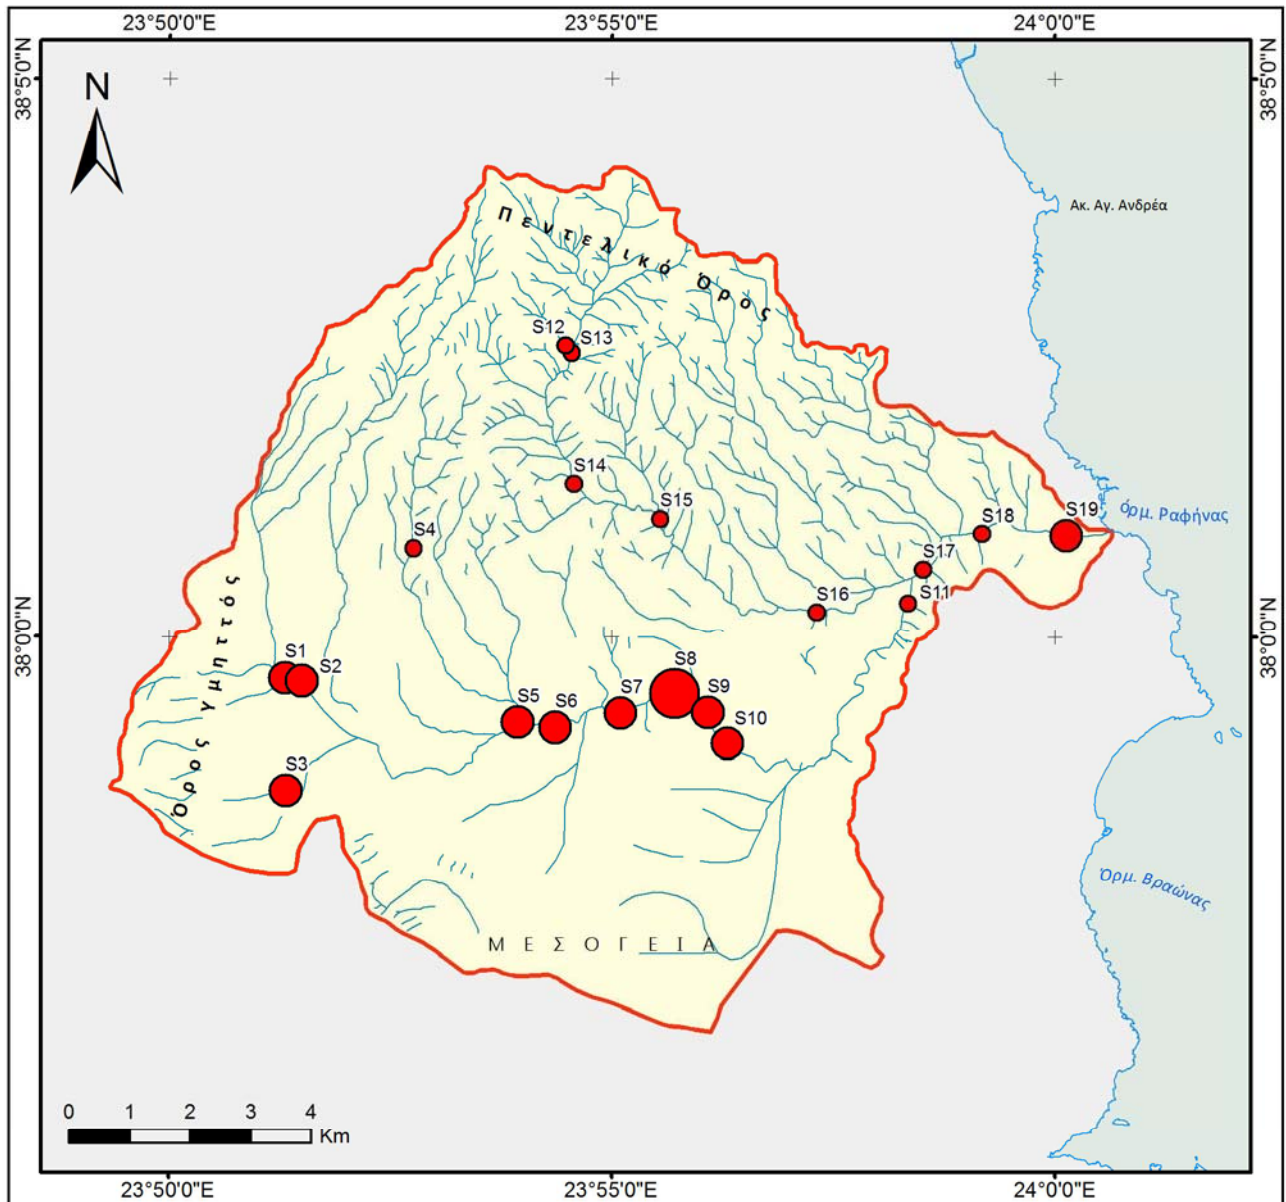 23°50'0"E
23°55'0"E
24°0'0"E
38°5'0"N
38°5'0"N
N
Ακ. Αγ. Ανδρέα
Πεντελικό Όρος
S12
S13
S14
S15
S4
S18
S19
όρμ. Ραφήνας
S17
S11
S16
38°0'0"N
38°0'0"N
Όρος Υμηττός
S1
S2
S8
S7
S9
S5
S6
S10
S3
Όρμ. Βραώνας
ΜΕΣΟΓΕΙΑ
0 1 2 3 4
Km
23°50'0"E
23°55'0"E
24°0'0"E